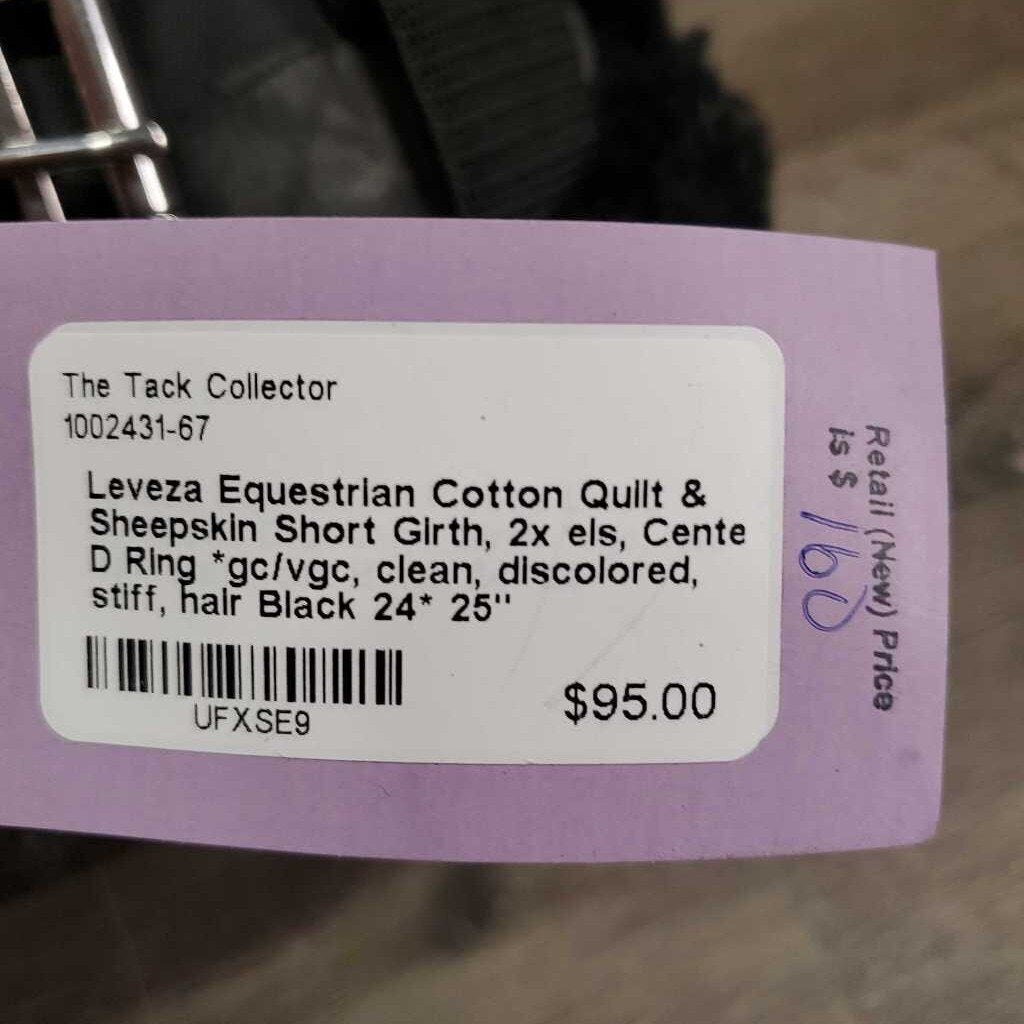 The Tack Collector
1002431-67
Leveza Equestrian Cotton Quilt &
Sheepskin Short Girth, 2x els, Cente
D Ring *gc/vgc, clean, discolored,
stiff, hair Black 24* 25"
UFXSE9
$95.00
Retail (New) Price
is $ 160